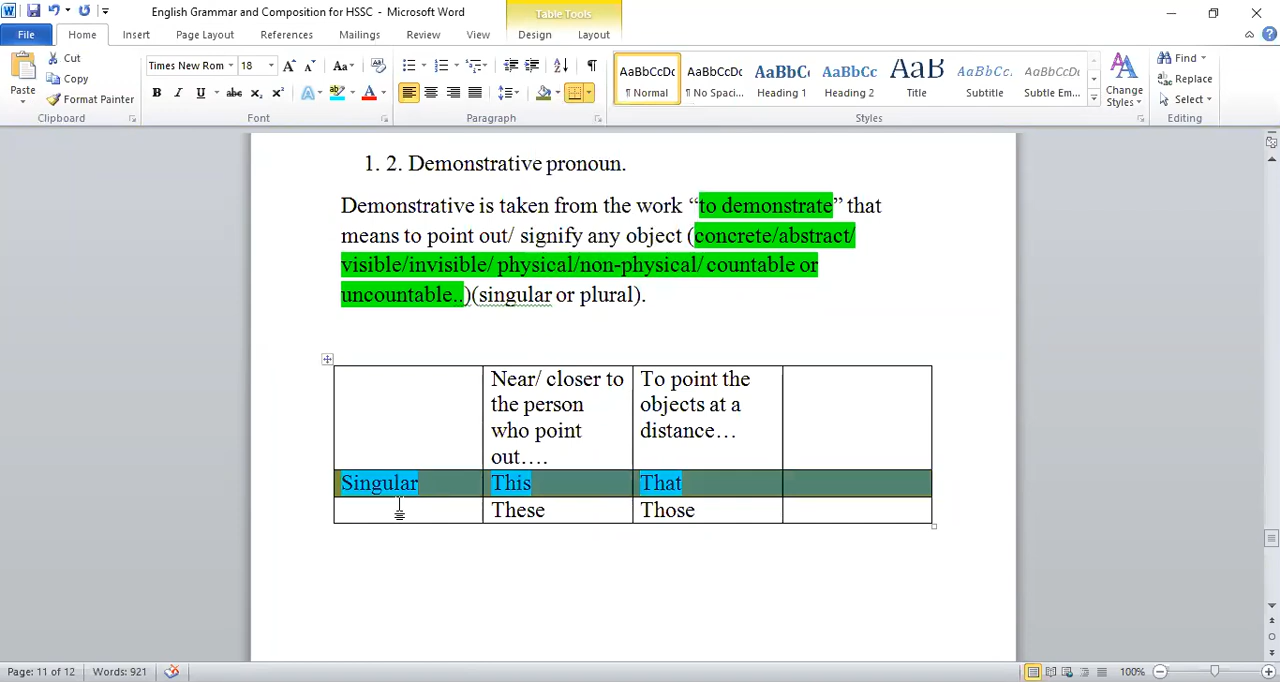 English Grammar and Composition for HSSC - Microsoft Word
Table Tools
File Home Insert Page Layout References Mailings Review View Design Layout
Paste
Cut
Copy
Format Painter
Clipboard
Times New Rom 18
Font
Paragraph
AaBbCcDc
¶ Normal
AaBbCcDc
¶ No Spaci...
AaBbCc
Heading 1
AaBbCc
Heading 2
AaB
Title
AaBbCc.
Subtitle
AaBbCcDc
Subtle Em...
Styles
Change
Styles
Find
Replace
Select
Editing
1. 2. Demonstrative pronoun.
Demonstrative is taken from the work “to demonstrate” that
means to point out/ signify any object (concrete/abstract/
visible/invisible/ physical/non-physical/ countable or
uncountable..)(singular or plural).
Near/ closer to
the person
who point
out….
To point the
objects at a
distance…
Singular This That
These Those
Page: 11 of 12 Words: 921 100%